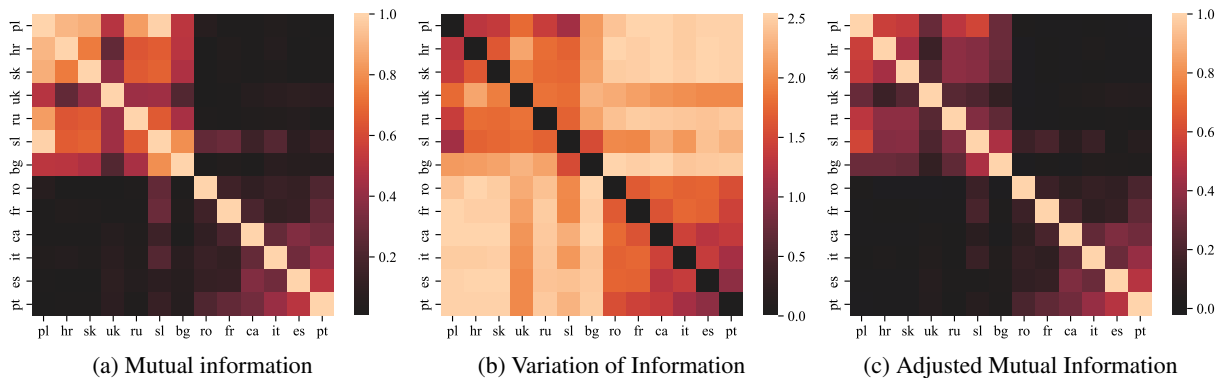 pl
hr
sk
uk
ru
sl
bg
ro
fr
ca
it
es
pt
pl hr sk uk ru sl bg ro fr ca it es pt
1.0
0.8
0.6
0.4
0.2
(a) Mutual information
pl
hr
sk
uk
ru
sl
bg
ro
fr
ca
it
es
pt
pl hr sk uk ru sl bg ro fr ca it es pt
2.5
2.0
1.5
1.0
0.5
0.0
(b) Variation of Information
pl
hr
sk
uk
ru
sl
bg
ro
fr
ca
it
es
pt
pl hr sk uk ru sl bg ro fr ca it es pt
1.0
0.8
0.6
0.4
0.2
0.0
(c) Adjusted Mutual Information